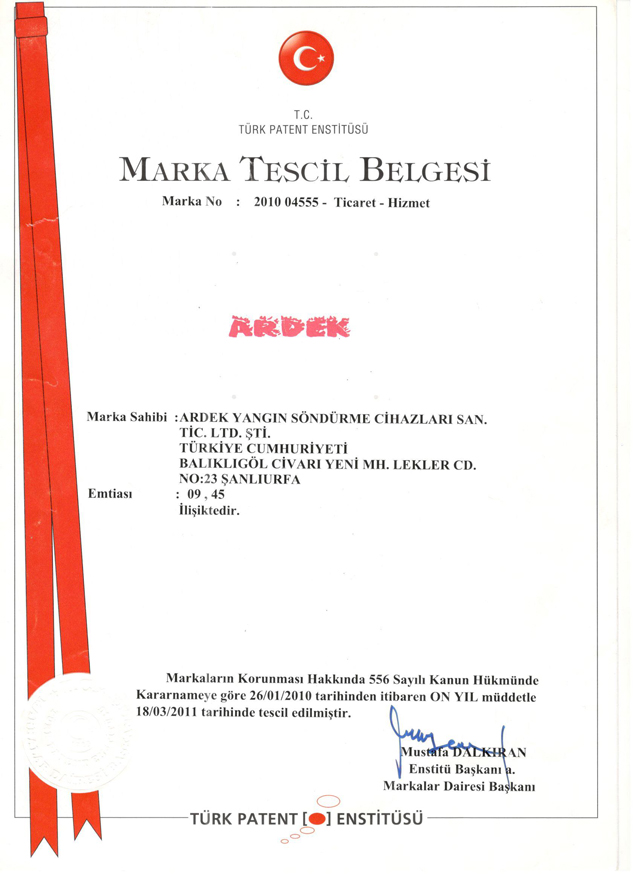 T.C.
TÜRK PATENT ENSTİTÜSÜ
MARKA TESCİL BELGESİ
Marka No : 2010 04555 - Ticaret - Hizmet
ARDEK
Marka Sahibi : ARDEK YANGIN SÖNDÜRME CİHAZLARI SAN.
TİC. LTD. ŞTİ.
TÜRKİYE CUMHURİYETİ
BALIKLIGÖL CİVARI YENİ MH. LEKLER CD.
NO:23 ŞANLIURFA
Emtiası : 09 , 45
İlişiktedir.
Markaların Korunması Hakkında 556 Sayılı Kanun Hükmünde
Kararnameye göre 26/01/2010 tarihinden itibaren ON YIL müddetle
18/03/2011 tarihinde tescil edilmiştir.
Mustafa DALKIRAN
Enstitü Başkanı a.
Markalar Dairesi Başkanı
TÜRK PATENT [ ] ENSTİTÜSÜ